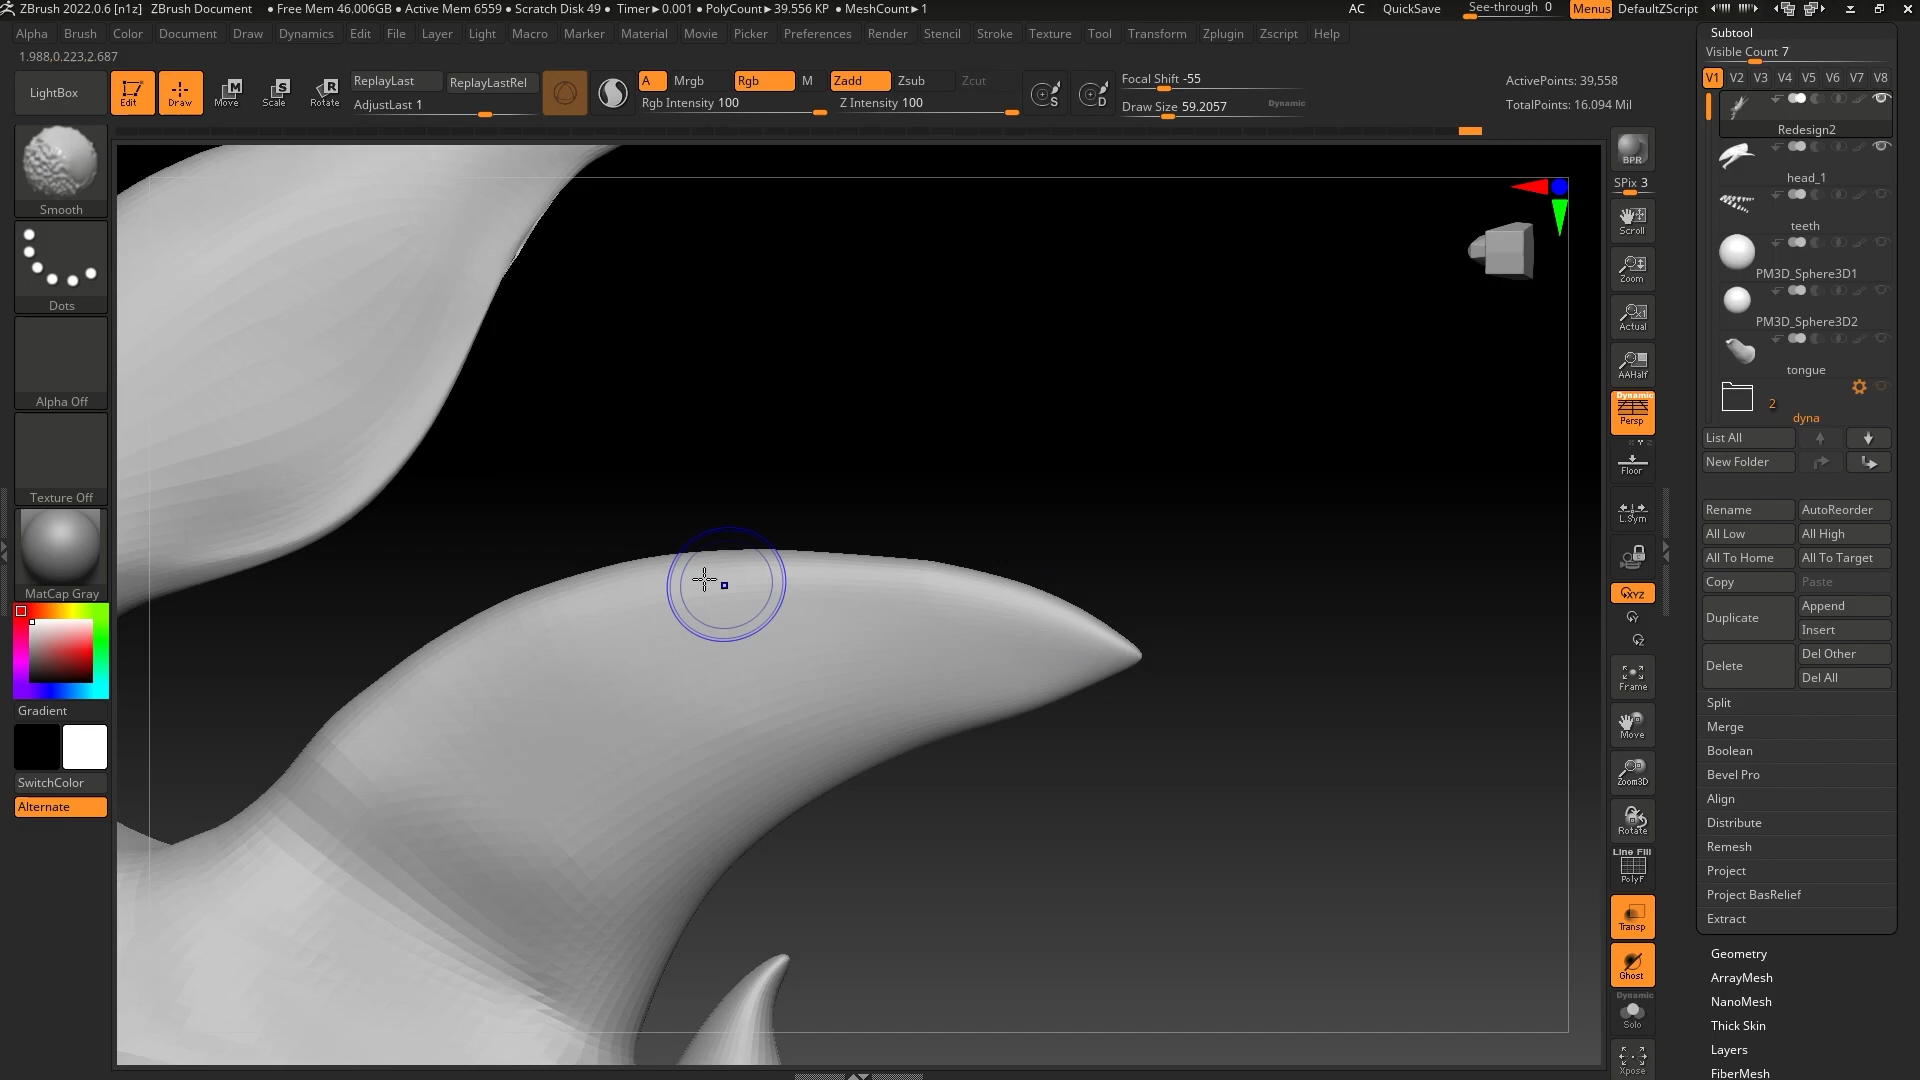 ZBrush 2022.0.6 [n1z] ZBrush Document ● Free Mem 46.006GB ● Active Mem 6559 ● Scratch Disk 49 ● Timer►0.001 ● PolyCount►39.556 KP ● MeshCount►1 AC QuickSave See-through 0 Menus DefaultZScript
Alpha Brush Color Document Draw Dynamics Edit File Layer Light Macro Marker Material Movie Picker Preferences Render Stencil Stroke Texture Tool Transform Zplugin Zscript Help
1.988,0.223,2.687
LightBox Edit Draw Move Scale Rotate
ReplayLast ReplayLastRel
AdjustLast 1
A Mrgb Rgb M Zadd Zsub Zcut
Rgb Intensity 100 Z Intensity 100
S D
Focal Shift -55
Draw Size 59.2057 Dynamic
ActivePoints: 39,558
TotalPoints: 16.094 Mil
Smooth
Dots
Alpha Off
Texture Off
MatCap Gray
Gradient
SwitchColor
Alternate
BPR
SPix 3
Scroll
Zoom
Actual
AAHalf
Dynamic
Persp
Floor
L.Sym
XYZ
Y
Z
Frame
Move
Zoom3D
Rotate
Line Fill
PolyF
Transp
Ghost
Dynamic
Solo
Xpose
Subtool
Visible Count 7
V1 V2 V3 V4 V5 V6 V7 V8
Redesign2
head_1
teeth
PM3D_Sphere3D1
PM3D_Sphere3D2
tongue
2
dyna
List All
New Folder
Rename AutoReorder
All Low All High
All To Home All To Target
Copy Paste
Duplicate Append
Insert
Delete Del Other
Del All
Split
Merge
Boolean
Bevel Pro
Align
Distribute
Remesh
Project
Project BasRelief
Extract
Geometry
ArrayMesh
NanoMesh
Thick Skin
Layers
FiberMesh